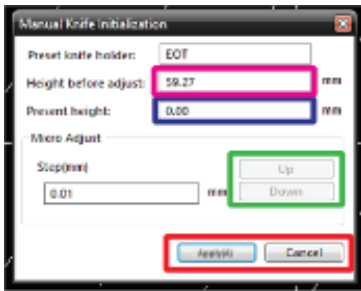 Manual Knife Initialization
Preset knife holder: EOT
Height before adjust: 59.27 mm
Present height: 0.00 mm
Micro Adjust
Step(mm)
0.01 mm
Up
Down
Apply(A) Cancel